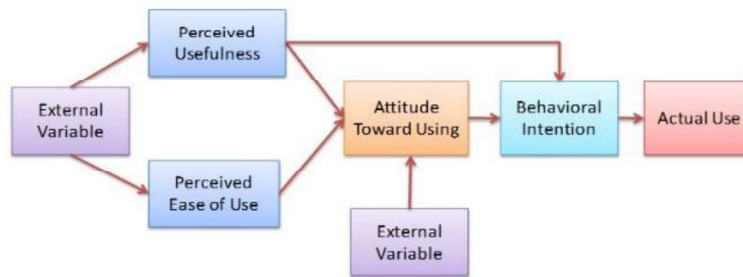 Perceived
Usefulness
External
Variable
Attitude
Toward Using
Behavioral
Intention
Actual Use
Perceived
Ease of Use
External
Variable